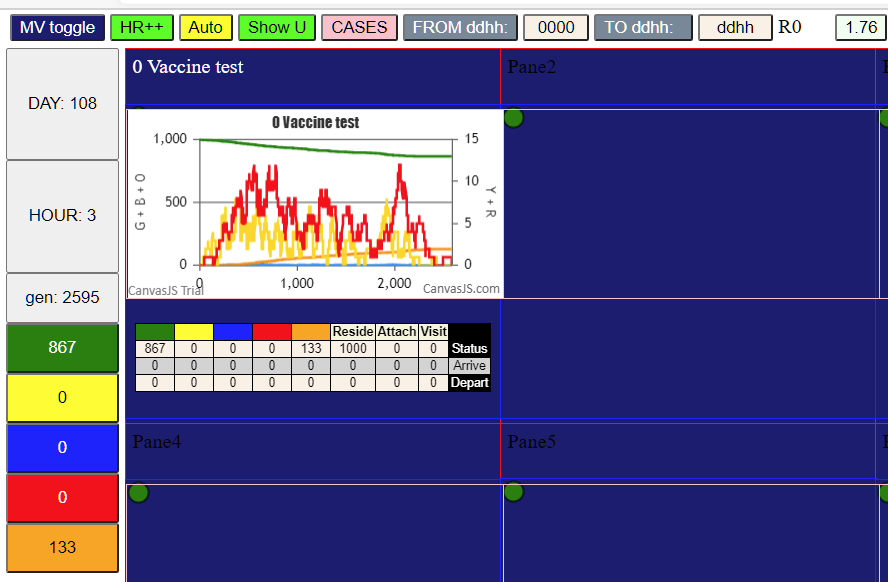 MV toggle HR++ Auto Show U CASES FROM ddhh: 0000 TO ddhh: ddhh R0 1.76
DAY: 108
HOUR: 3
gen: 2595
867
0
0
0
133
0 Vaccine test
Pane2
0 Vaccine test
1,000
500
0
G + B + O
15
10
5
0
Y + R
0 1,000 2,000
CanvasJS Trial
CanvasJS.com
Reside Attach Visit
867 0 0 0 133 1000 0 0 Status
0 0 0 0 0 0 0 0 Arrive
0 0 0 0 0 0 0 0 Depart
Pane4
Pane5